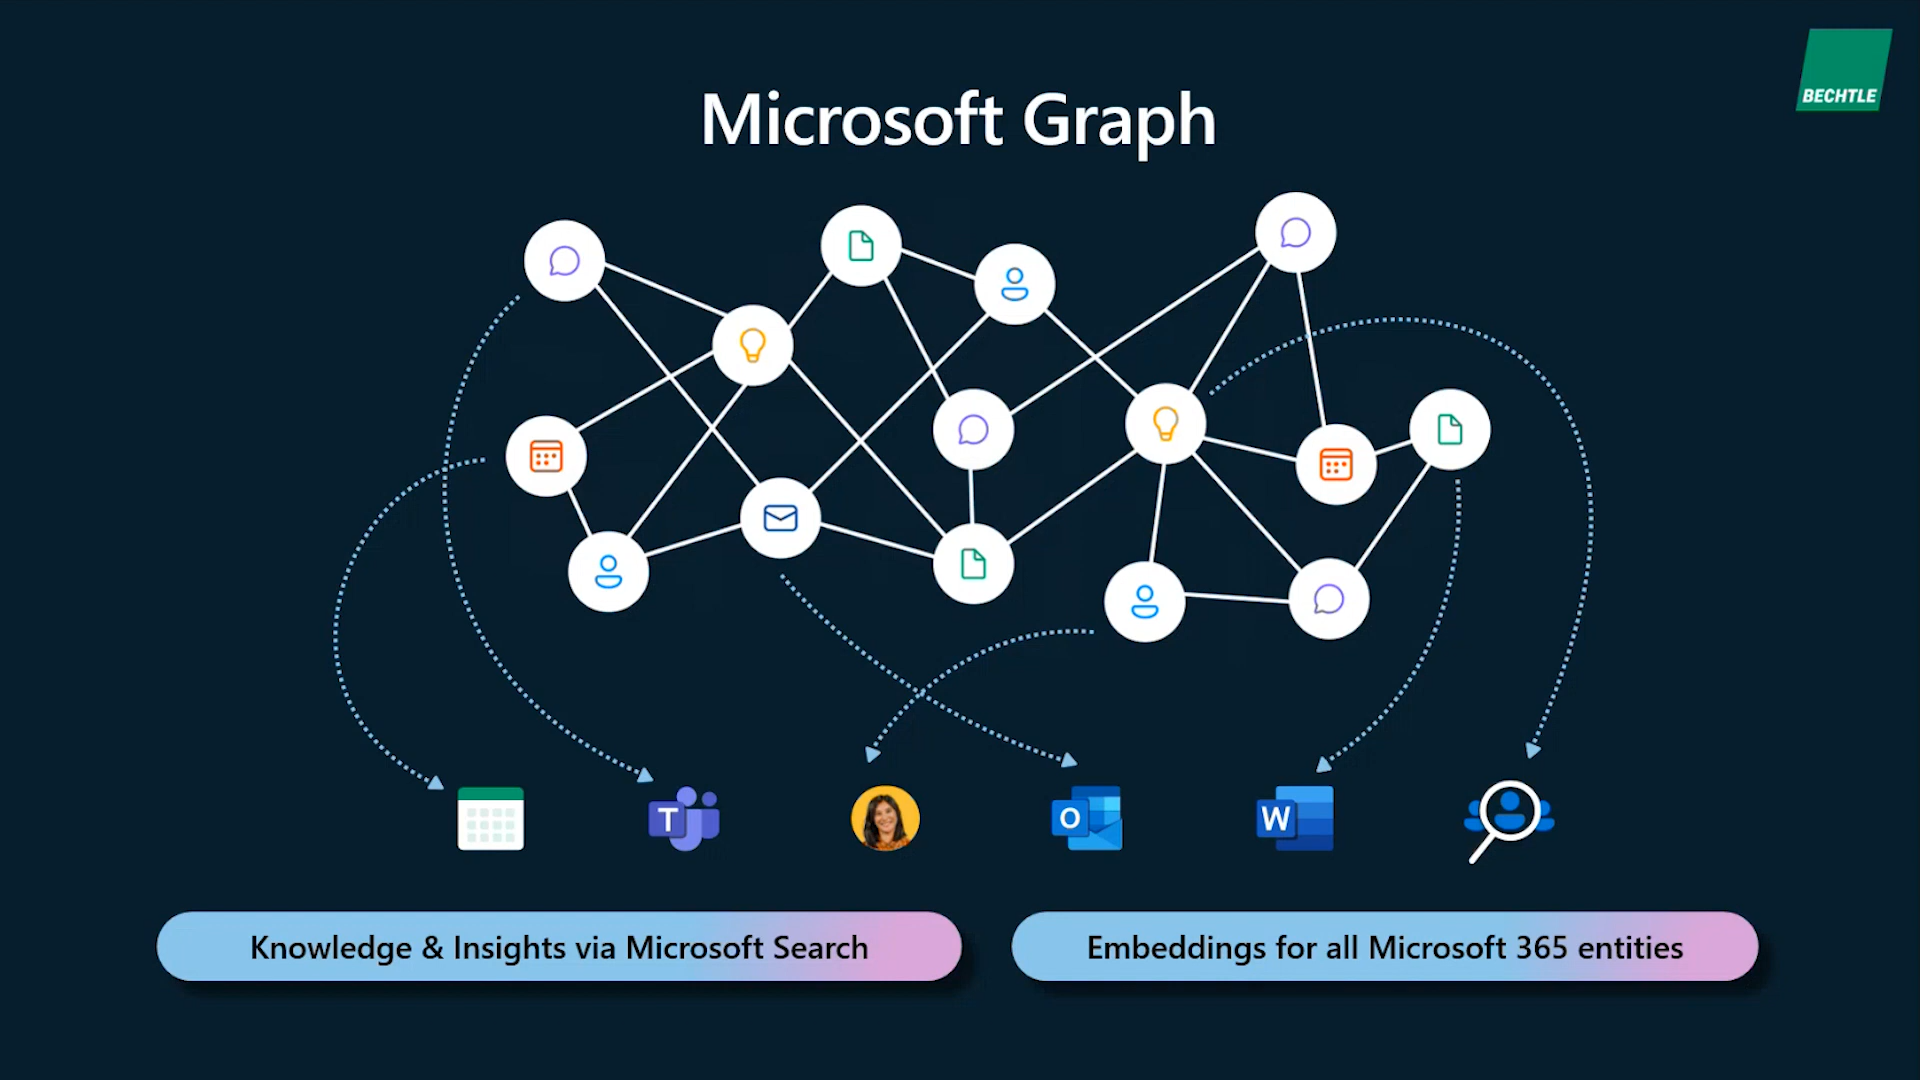 BECHTLE
Microsoft Graph
T
O
W
Knowledge & Insights via Microsoft Search
Embeddings for all Microsoft 365 entities